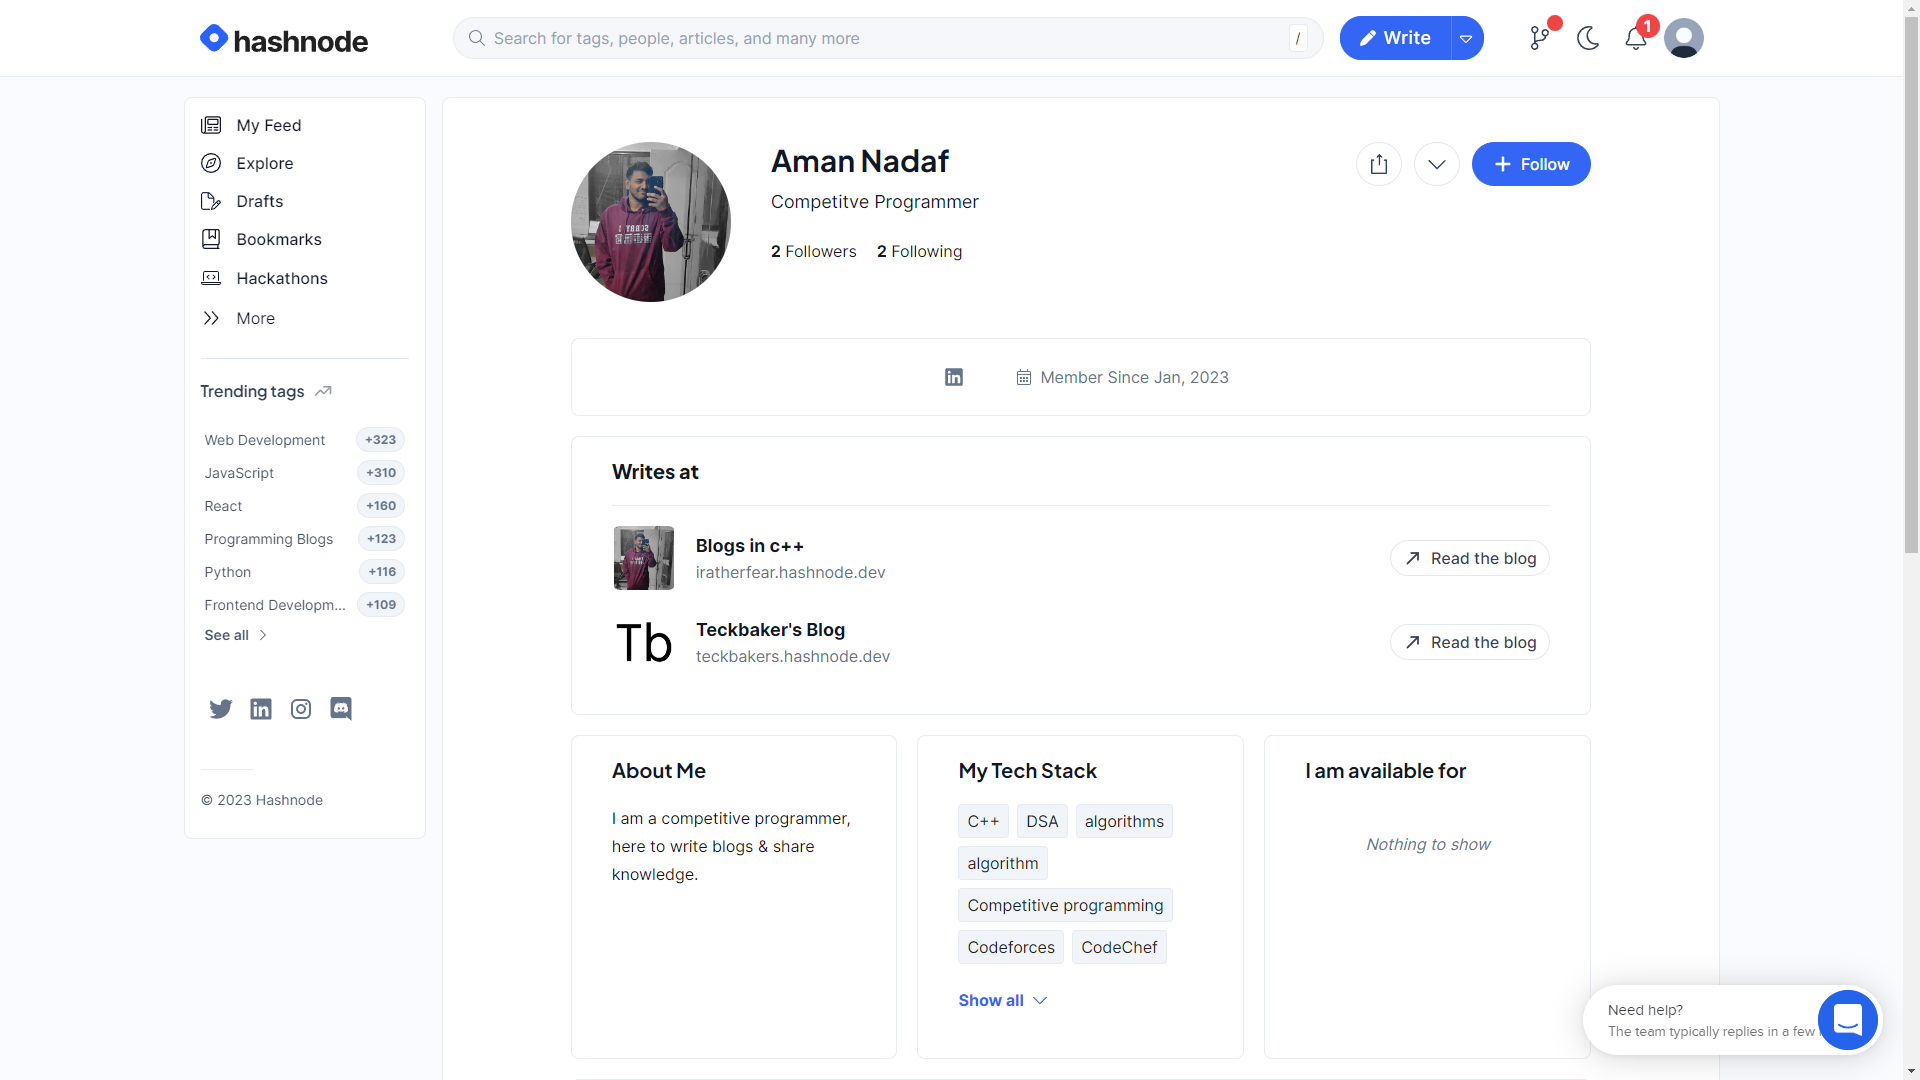 hashnode
Search for tags, people, articles, and many more
/
Write
1
My Feed
Explore
Drafts
Bookmarks
Hackathons
More
Trending tags
Web Development +323
JavaScript +310
React +160
Programming Blogs +123
Python +116
Frontend Developm... +109
See all
© 2023 Hashnode
Aman Nadaf
Competitve Programmer
2 Followers 2 Following
Follow
Member Since Jan, 2023
Writes at
Blogs in c++
iratherfear.hashnode.dev
Read the blog
Tb
Teckbaker's Blog
teckbakers.hashnode.dev
Read the blog
About Me
I am a competitive programmer,
here to write blogs & share
knowledge.
My Tech Stack
C++ DSA algorithms
algorithm
Competitive programming
Codeforces CodeChef
Show all
I am available for
Nothing to show
Need help?
The team typically replies in a few